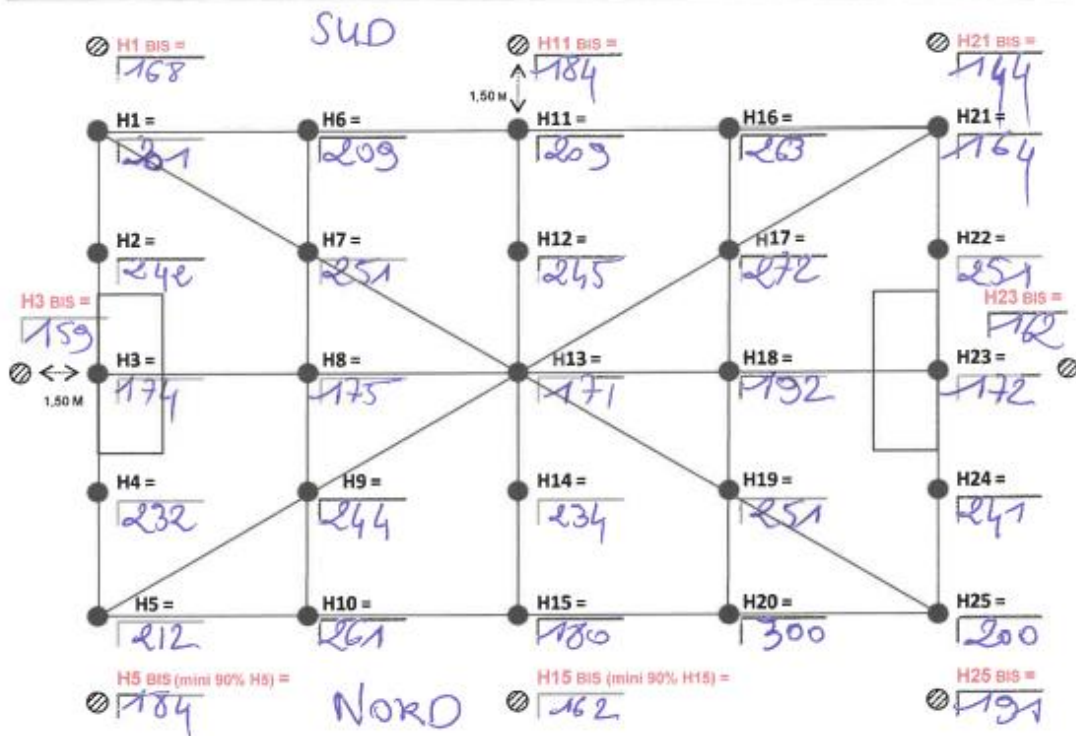 SUD
H1 BIS =
168
H11 BIS =
184
H21 BIS =
144
1,50 M
H1 =
201
H6 =
209
H11 =
209
H16 =
263
H21 =
164
H2 =
242
H7 =
251
H12 =
245
H17 =
272
H22 =
251
H3 BIS =
159
H23 BIS =
162
H3 =
174
H8 =
175
H13 =
171
H18 =
192
H23 =
172
1,50 M
H4 =
232
H9 =
244
H14 =
234
H19 =
251
H24 =
241
H5 =
212
H10 =
261
H15 =
180
H20 =
300
H25 =
200
H5 BIS (mini 90% H5) =
184
NORD
H15 BIS (mini 90% H15) =
162
H25 BIS =
191